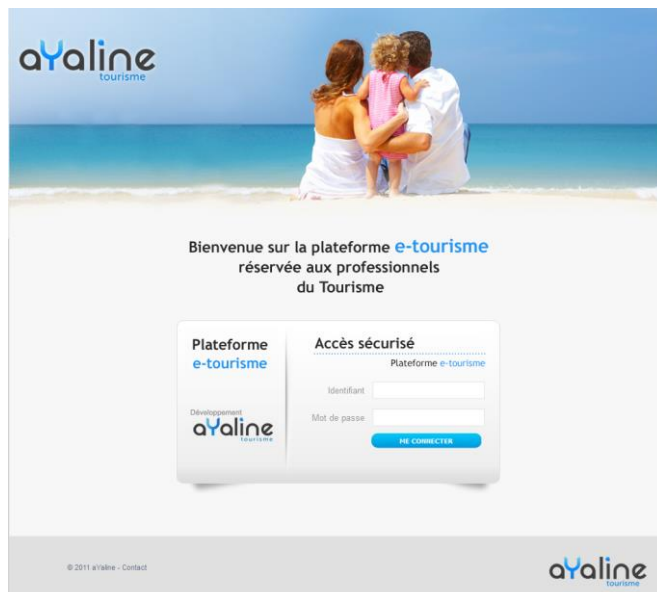 aYaline
tourisme
Bienvenue sur la plateforme e-tourisme
réservée aux professionnels
du Tourisme
Plateforme
e-tourisme
Développement
aYaline
tourisme
Accès sécurisé
Plateforme e-tourisme
Identifiant
Mot de passe
ME CONNECTER
© 2011 aYaline - Contact
aYaline
tourisme